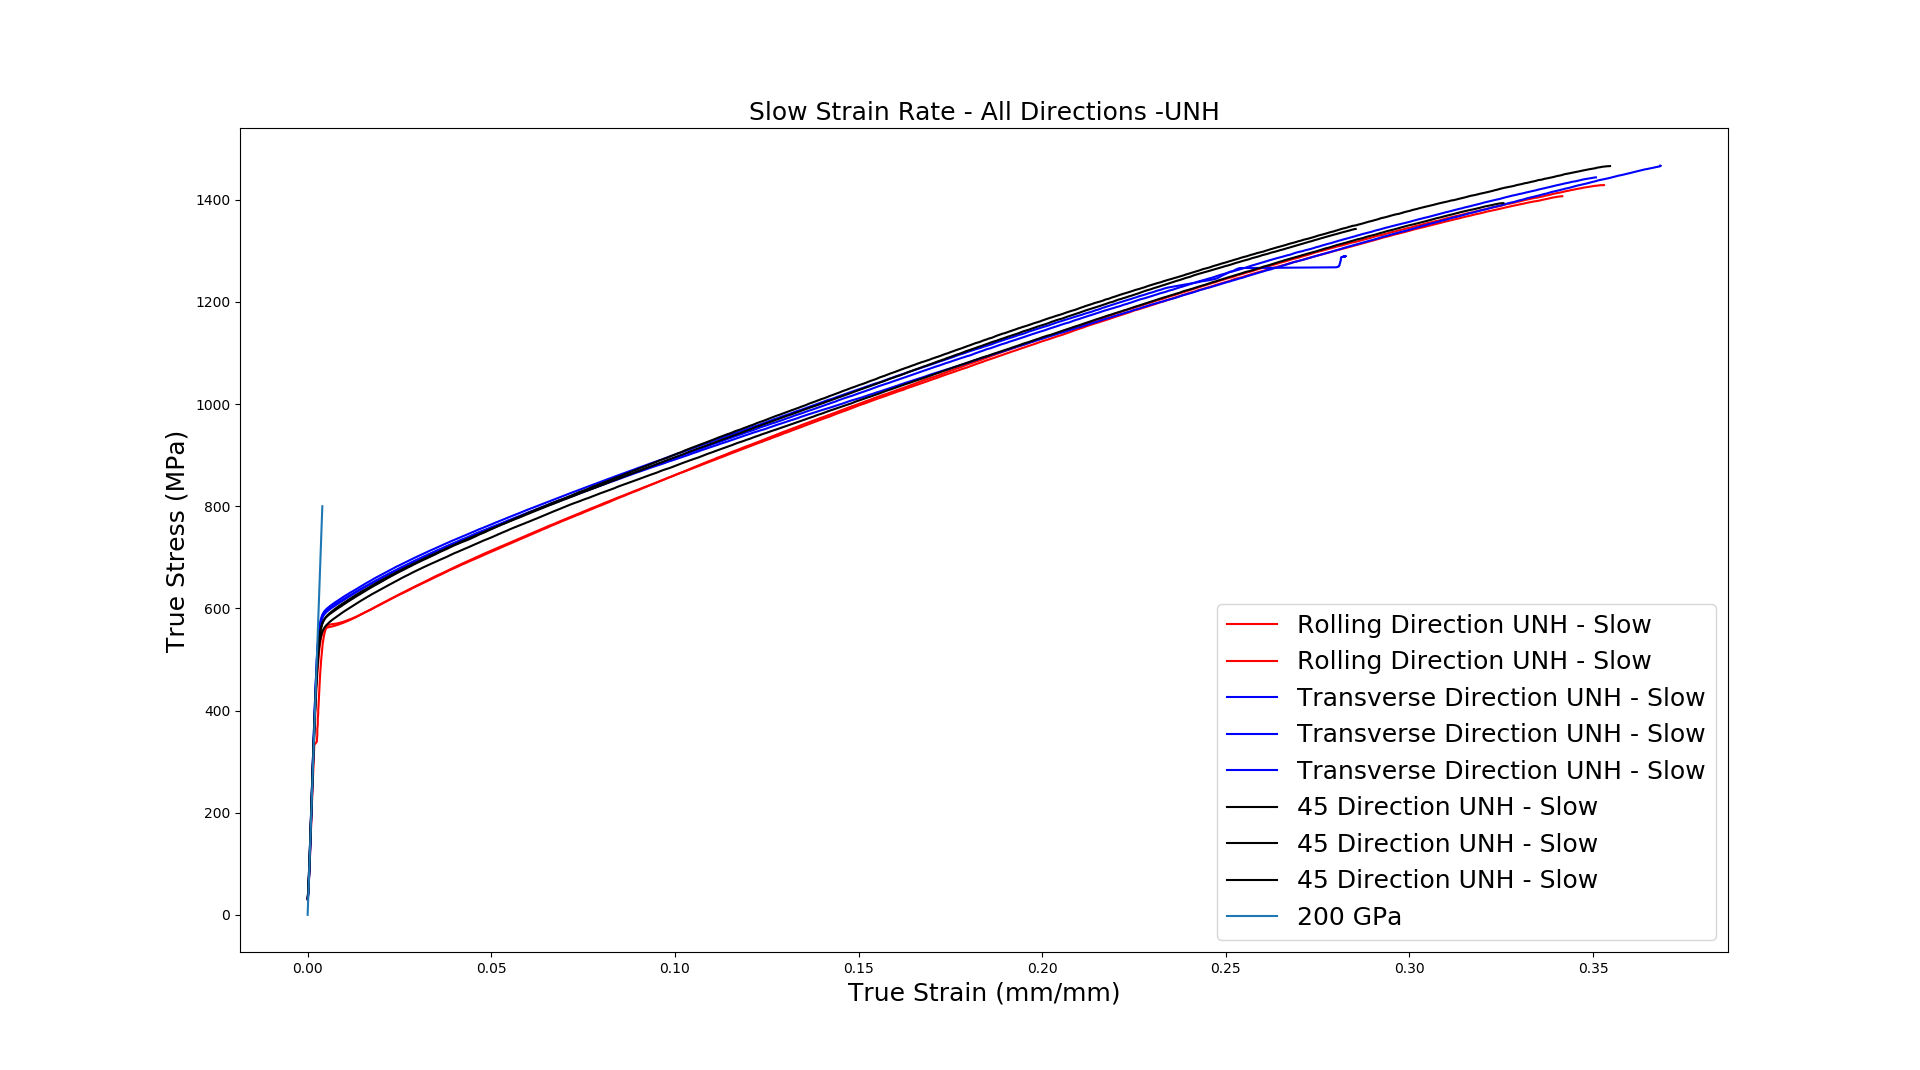 Slow Strain Rate - All Directions -UNH
True Stress (MPa)
1400
1200
1000
800
600
400
200
0
0.00 0.05 0.10 0.15 0.20 0.25 0.30 0.35
True Strain (mm/mm)
Rolling Direction UNH - Slow
Rolling Direction UNH - Slow
Transverse Direction UNH - Slow
Transverse Direction UNH - Slow
Transverse Direction UNH - Slow
45 Direction UNH - Slow
45 Direction UNH - Slow
45 Direction UNH - Slow
200 GPa